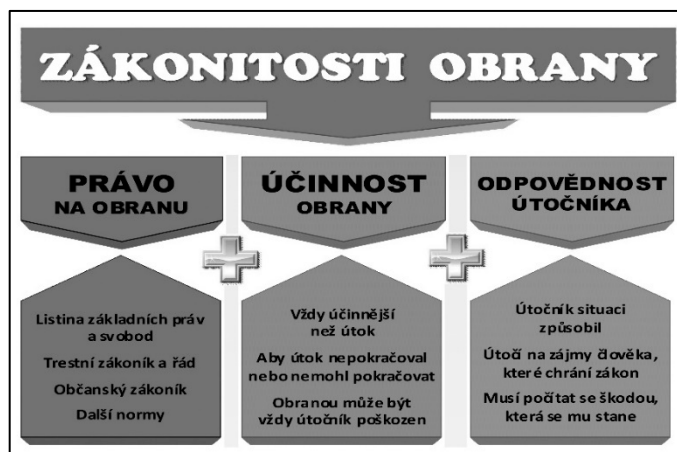 ZÁKONITOSTI OBRANY
PRÁVO
NA OBRANU
ÚČINNOST
OBRANY
ODPOVĚDNOST
ÚTOČNÍKA
Listina základních práv
a svobod
Trestní zákoník a řád
Občanský zákoník
Další normy
Vždy účinnější
než útok
Aby útok nepokračoval
nebo nemohl pokračovat
Obranou může být
vždy útočník poškozen
Útočník situaci
způsobil
Útočí na zájmy člověka,
které chrání zákon
Musí počítat se škodou,
která se mu stane